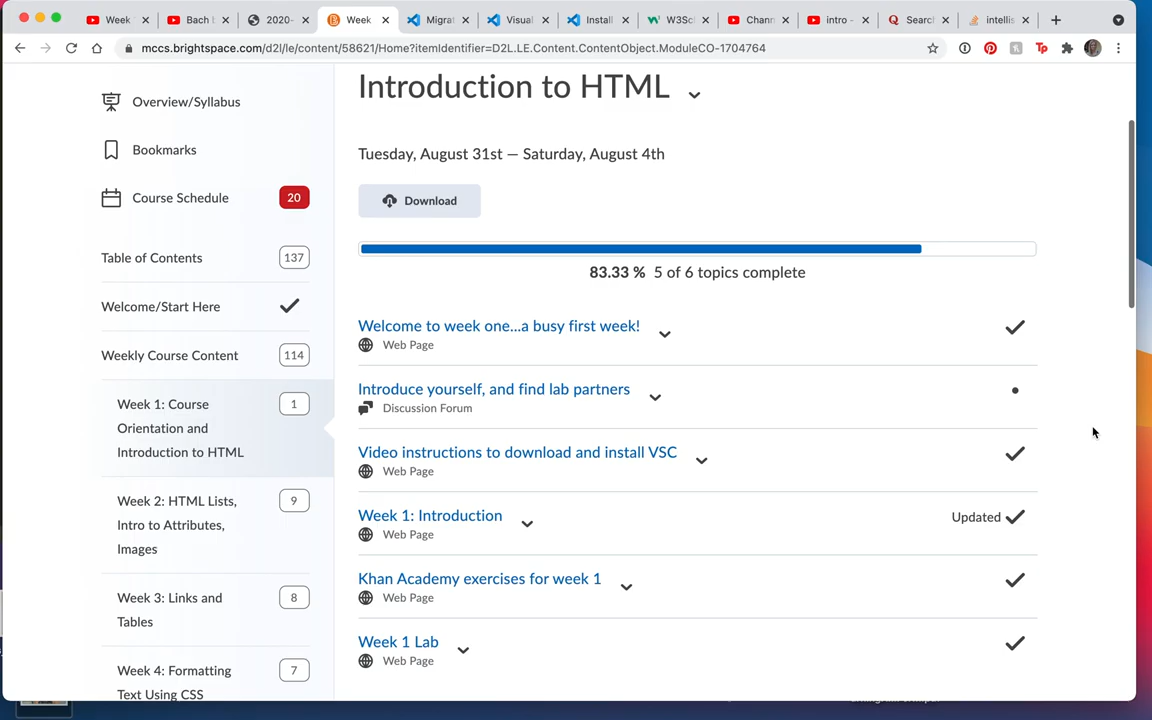 Week
Bach b
2020-
Week
Migrat
Visual
Install
W3Sc
Chann
intro -
Search
intellis
mccs.brightspace.com/d2l/le/content/58621/Home?itemIdentifier=D2L.LE.Content.ContentObject.ModuleCO-1704764
Overview/Syllabus
Bookmarks
Course Schedule 20
Table of Contents 137
Welcome/Start Here
Weekly Course Content 114
Week 1: Course 1
Orientation and
Introduction to HTML
Week 2: HTML Lists, 9
Intro to Attributes,
Images
Week 3: Links and 8
Tables
Week 4: Formatting 7
Text Using CSS
Introduction to HTML
Tuesday, August 31st — Saturday, August 4th
Download
83.33 % 5 of 6 topics complete
Welcome to week one...a busy first week!
Web Page
Introduce yourself, and find lab partners
Discussion Forum
Video instructions to download and install VSC
Web Page
Week 1: Introduction
Updated
Web Page
Khan Academy exercises for week 1
Web Page
Week 1 Lab
Web Page